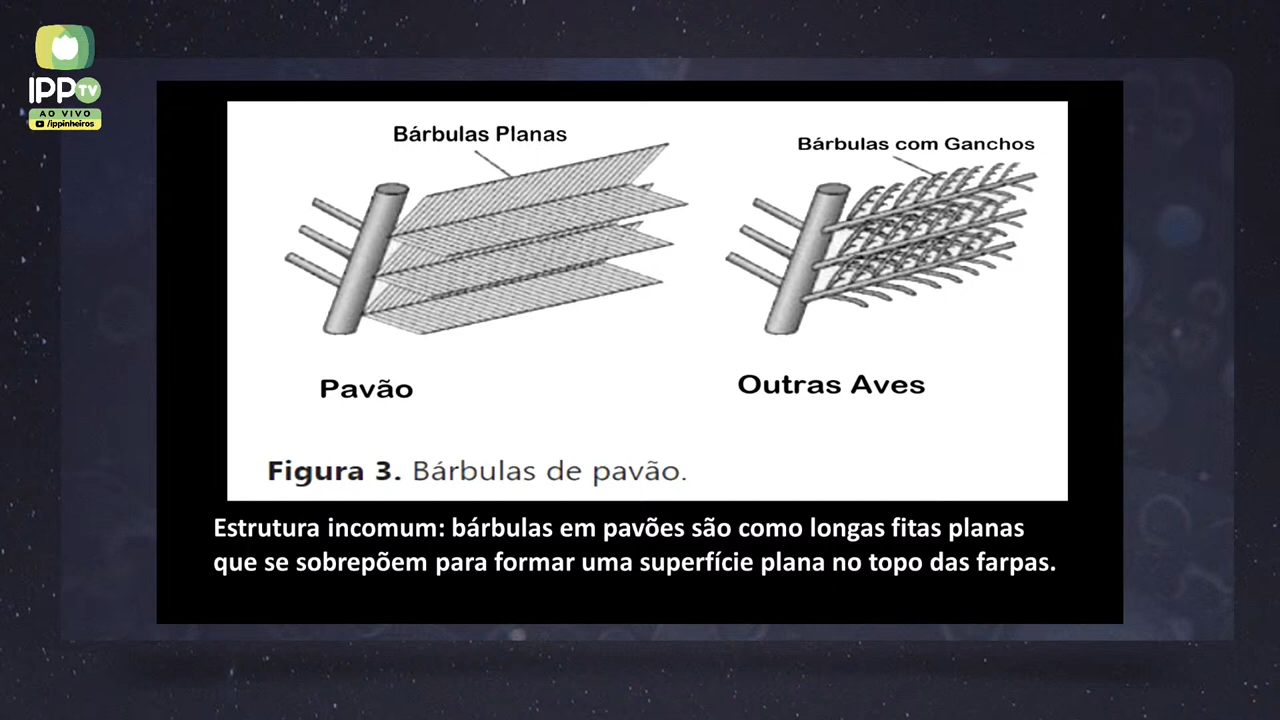 IPP TV
AO VIVO
/ippinheiros
Bárbulas Planas
Bárbulas com Ganchos
Pavão
Outras Aves
Figura 3. Bárbulas de pavão.
Estrutura incomum: bárbulas em pavões são como longas fitas planas
que se sobrepõem para formar uma superfície plana no topo das farpas.